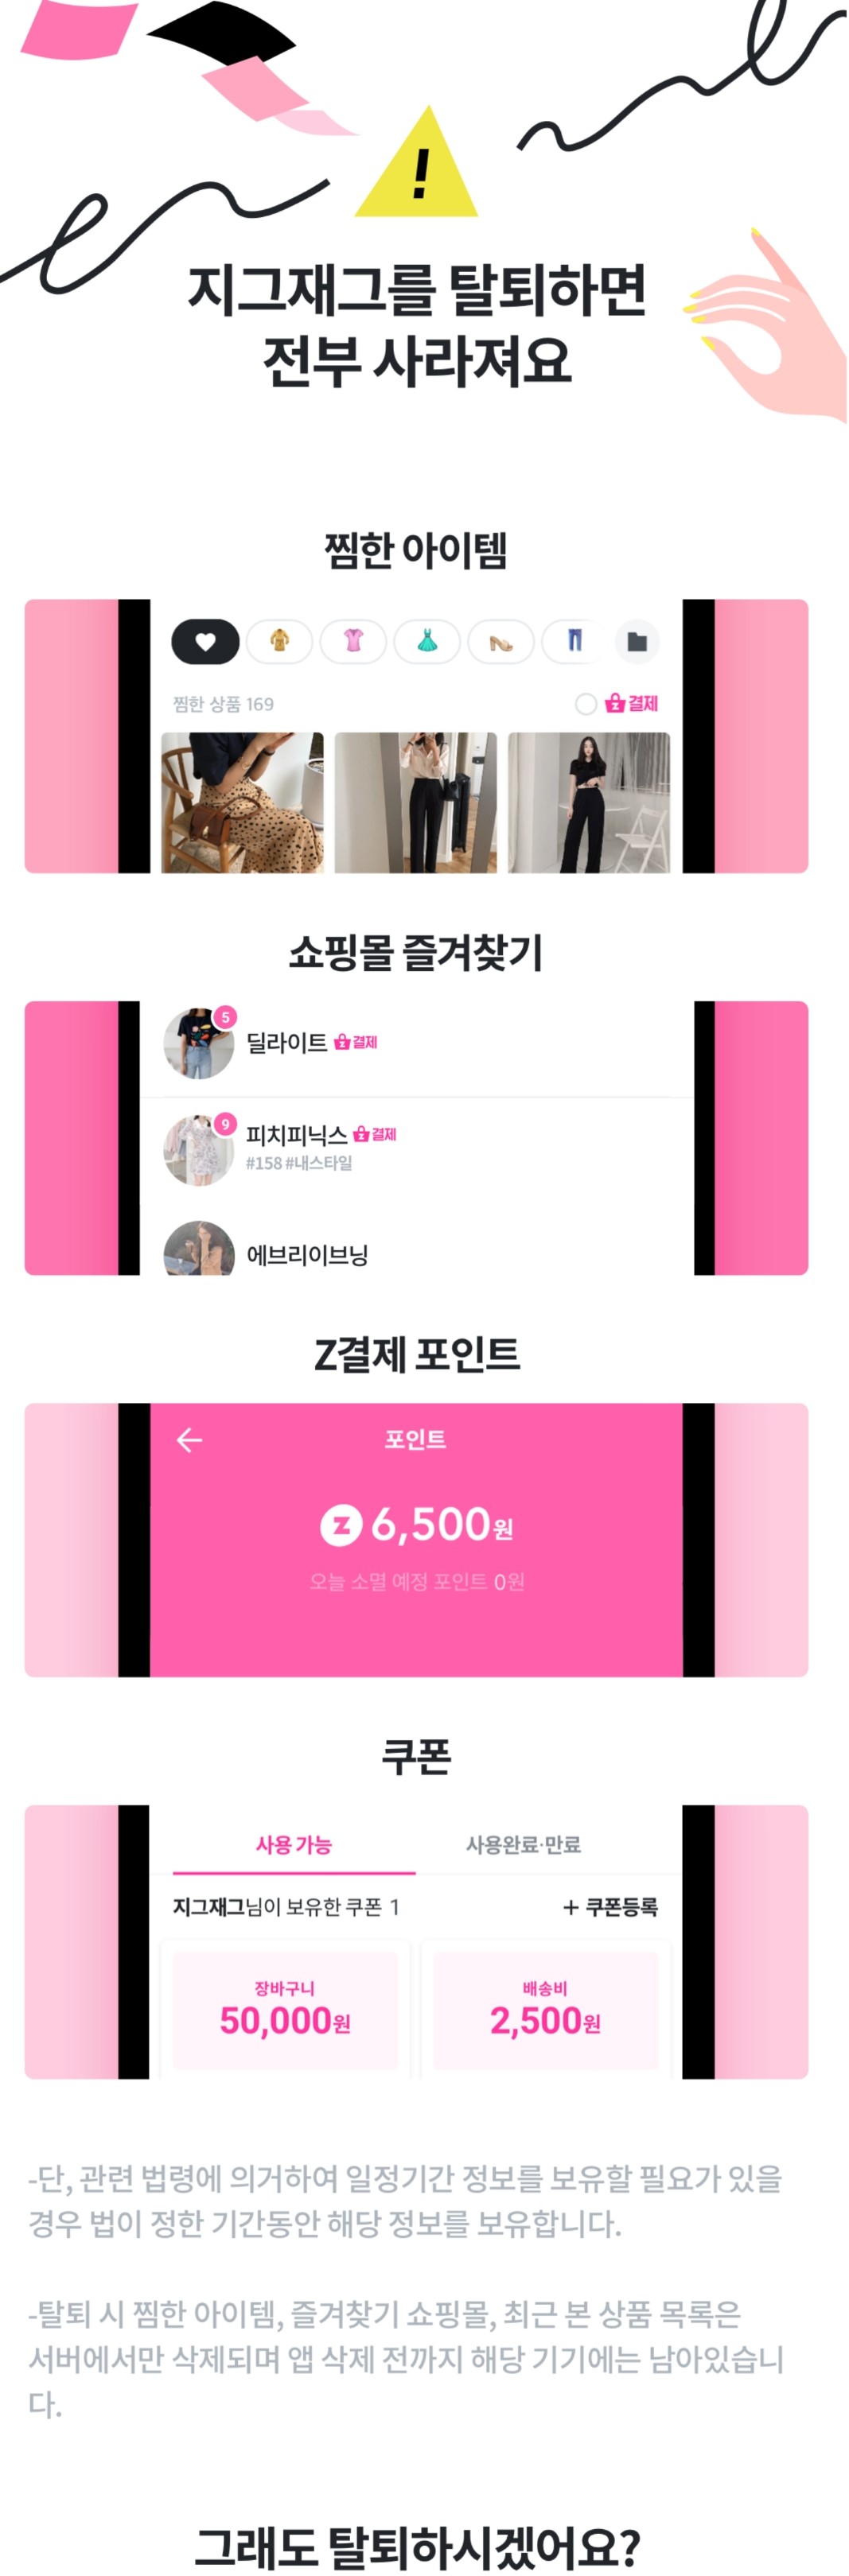 !
지그재그를 탈퇴하면
전부 사라져요
찜한 아이템
찜한 상품 169
결제
쇼핑몰 즐겨찾기
5
딜라이트 결제
9
피치피닉스 결제
#158 #내스타일
에브리이브닝
Z결제 포인트
포인트
Z 6,500원
오늘 소멸 예정 포인트 0원
쿠폰
사용 가능 사용완료·만료
지그재그님이 보유한 쿠폰 1 + 쿠폰등록
장바구니 배송비
50,000원 2,500원
-단, 관련 법령에 의거하여 일정기간 정보를 보유할 필요가 있을
경우 법이 정한 기간동안 해당 정보를 보유합니다.
-탈퇴 시 찜한 아이템, 즐겨찾기 쇼핑몰, 최근 본 상품 목록은
서버에서만 삭제되며 앱 삭제 전까지 해당 기기에는 남아있습니
다.
그래도 탈퇴하시겠어요?